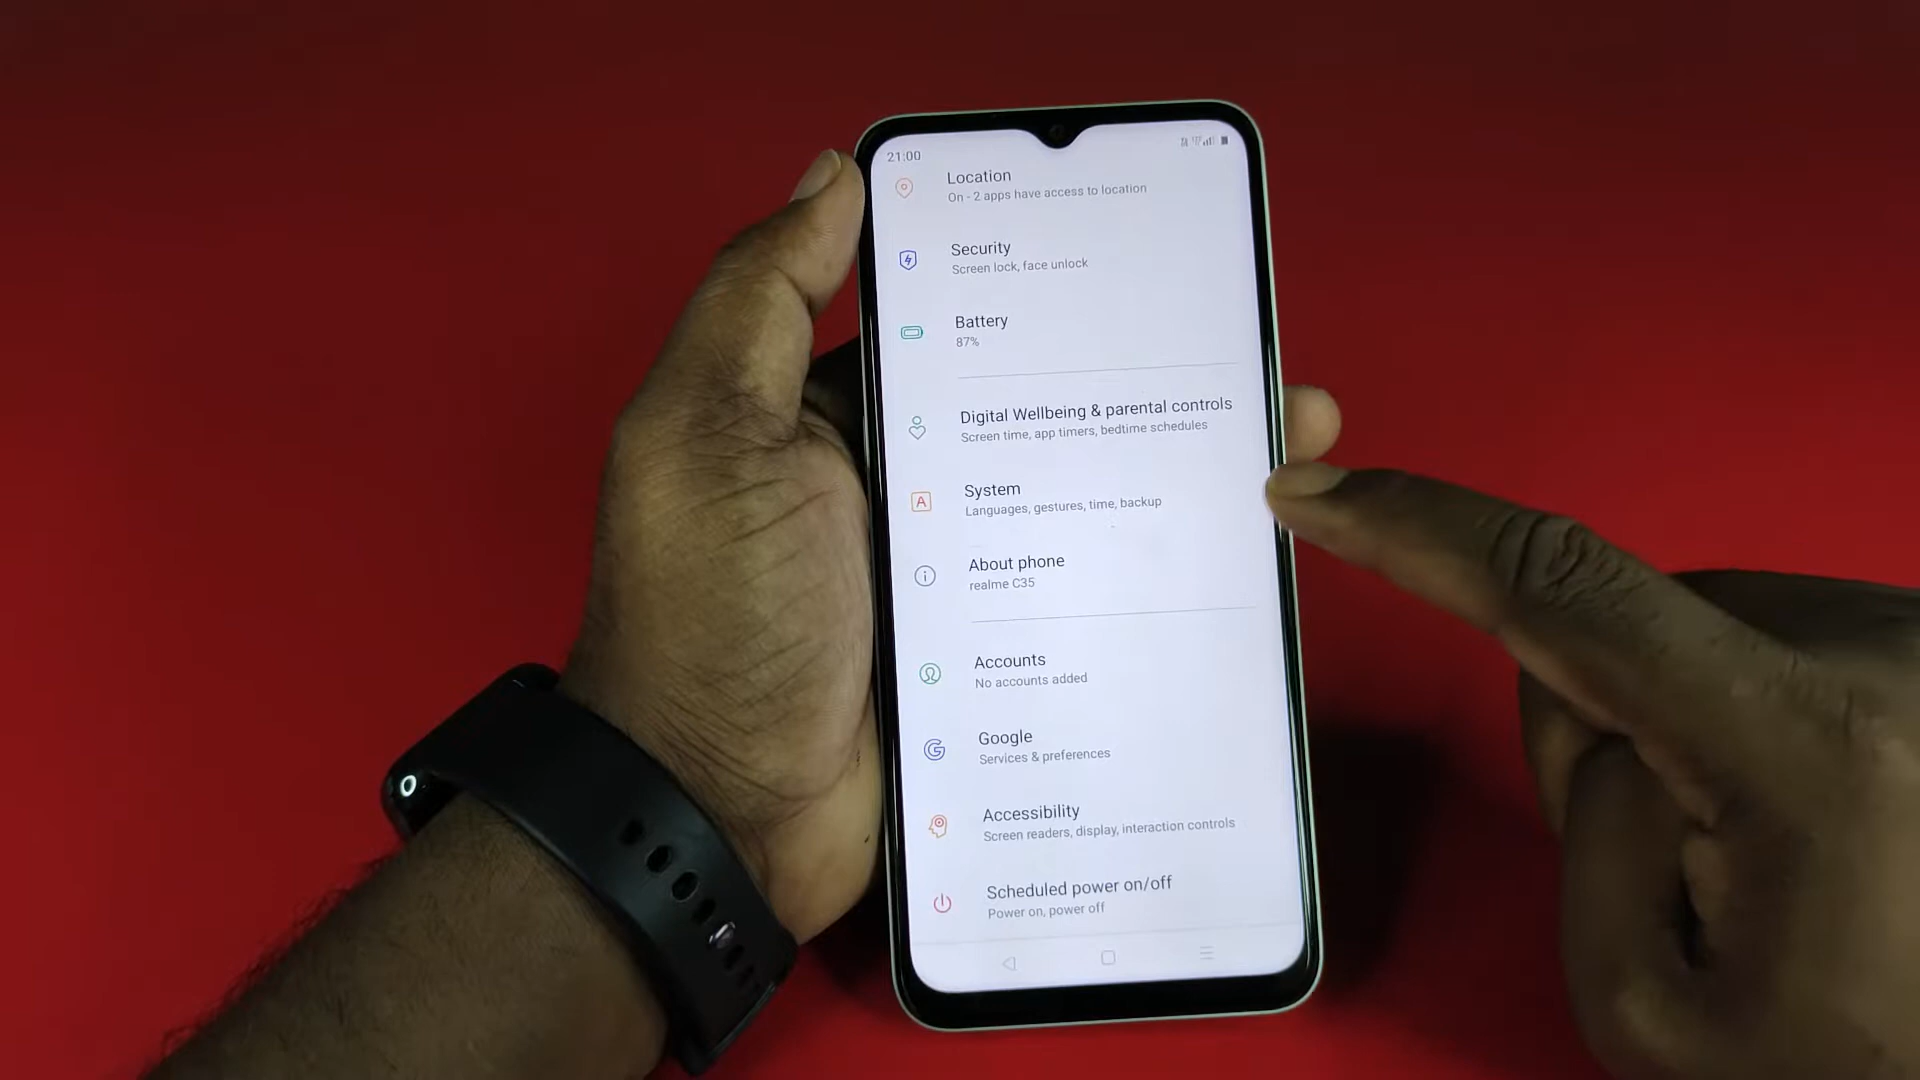 21:00
Location
On - 2 apps have access to location
Security
Screen lock, face unlock
Battery
87%
Digital Wellbeing & parental controls
Screen time, app timers, bedtime schedules
A
System
Languages, gestures, time, backup
About phone
realme C35
Accounts
No accounts added
G
Google
Services & preferences
Accessibility
Screen readers, display, interaction controls
Scheduled power on/off
Power on, power off